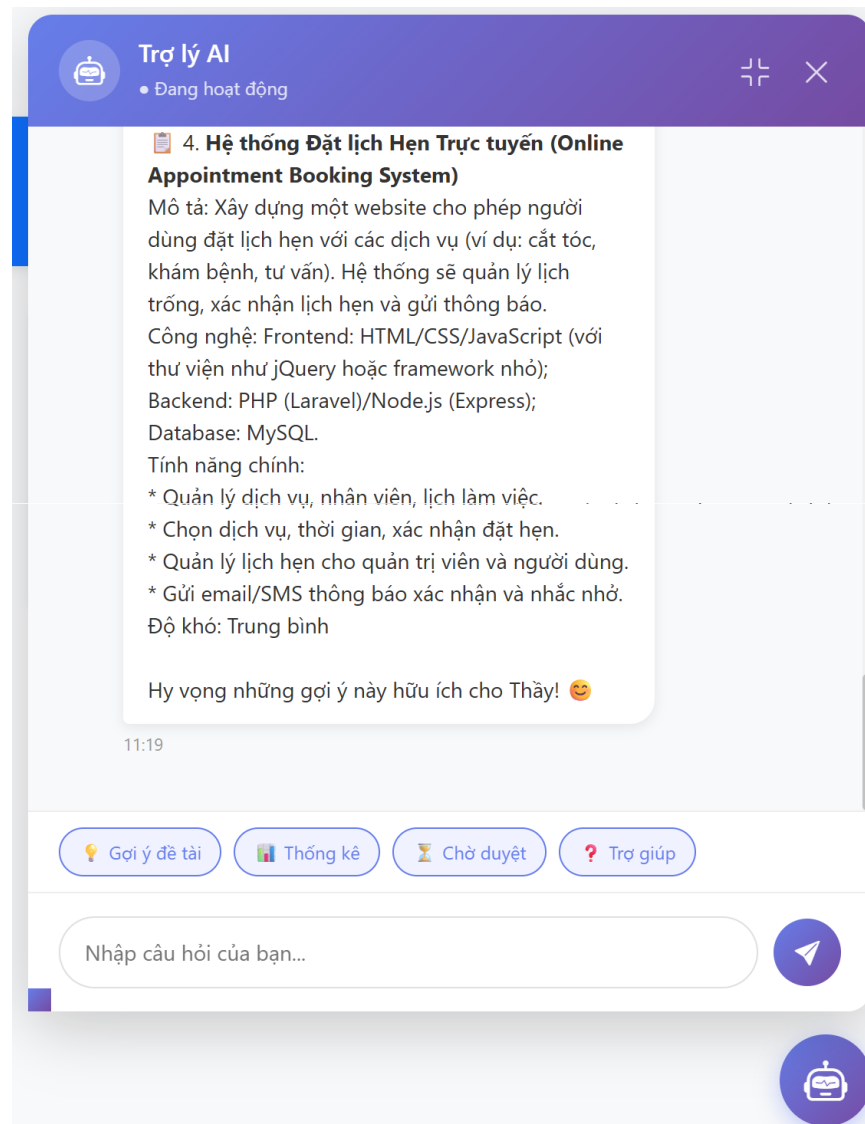 Trợ lý AI
Đang hoạt động
4. Hệ thống Đặt lịch Hẹn Trực tuyến (Online
Appointment Booking System)
Mô tả: Xây dựng một website cho phép người
dùng đặt lịch hẹn với các dịch vụ (ví dụ: cắt tóc,
khám bệnh, tư vấn). Hệ thống sẽ quản lý lịch
trống, xác nhận lịch hẹn và gửi thông báo.
Công nghệ: Frontend: HTML/CSS/JavaScript (với
thư viện như jQuery hoặc framework nhỏ);
Backend: PHP (Laravel)/Node.js (Express);
Database: MySQL.
Tính năng chính:
* Quản lý dịch vụ, nhân viên, lịch làm việc.
* Chọn dịch vụ, thời gian, xác nhận đặt hẹn.
* Quản lý lịch hẹn cho quản trị viên và người dùng.
* Gửi email/SMS thông báo xác nhận và nhắc nhở.
Độ khó: Trung bình
Hy vọng những gợi ý này hữu ích cho Thầy! 😊
11:19
💡 Gợi ý đề tài
📊 Thống kê
⏳ Chờ duyệt
❓ Trợ giúp
Nhập câu hỏi của bạn...